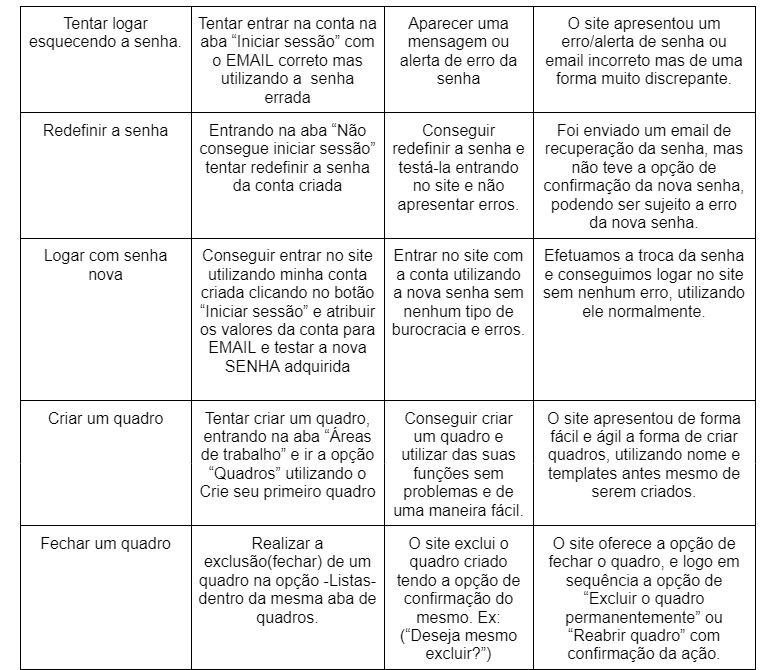 Tentar logar
esquecendo a senha.
Tentar entrar na conta na
aba “Iniciar sessão” com
o EMAIL correto mas
utilizando a senha
errada
Aparecer uma
mensagem ou
alerta de erro da
senha
O site apresentou um
erro/alerta de senha ou
email incorreto mas de uma
forma muito discrepante.
Redefinir a senha
Entrando na aba “Não
consegue iniciar sessão”
tentar redefinir a senha
da conta criada
Conseguir
redefinir a senha e
testá-la entrando
no site e não
apresentar erros.
Foi enviado um email de
recuperação da senha, mas
não teve a opção de
confirmação da nova senha,
podendo ser sujeito a erro
da nova senha.
Logar com senha
nova
Conseguir entrar no site
utilizando minha conta
criada clicando no botão
“Iniciar sessão” e atribuir
os valores da conta para
EMAIL e testar a nova
SENHA adquirida
Entrar no site com
a conta utilizando
a nova senha sem
nenhum tipo de
burocracia e erros.
Efetuamos a troca da senha
e conseguimos logar no site
sem nenhum erro, utilizando
ele normalmente.
Criar um quadro
Tentar criar um quadro,
entrando na aba “Áreas
de trabalho” e ir a opção
“Quadros” utilizando o
Crie seu primeiro quadro
Conseguir criar
um quadro e
utilizar das suas
funções sem
problemas e de
uma maneira fácil.
O site apresentou de forma
fácil e ágil a forma de criar
quadros, utilizando nome e
templates antes mesmo de
serem criados.
Fechar um quadro
Realizar a
exclusão(fechar) de um
quadro na opção -Listas-
dentro da mesma aba de
quadros.
O site exclui o
quadro criado
tendo a opção de
confirmação do
mesmo. Ex:
(“Deseja mesmo
excluir?”)
O site oferece a opção de
fechar o quadro, e logo em
sequência a opção de
“Excluir o quadro
permanentemente” ou
“Reabrir quadro” com
confirmação da ação.